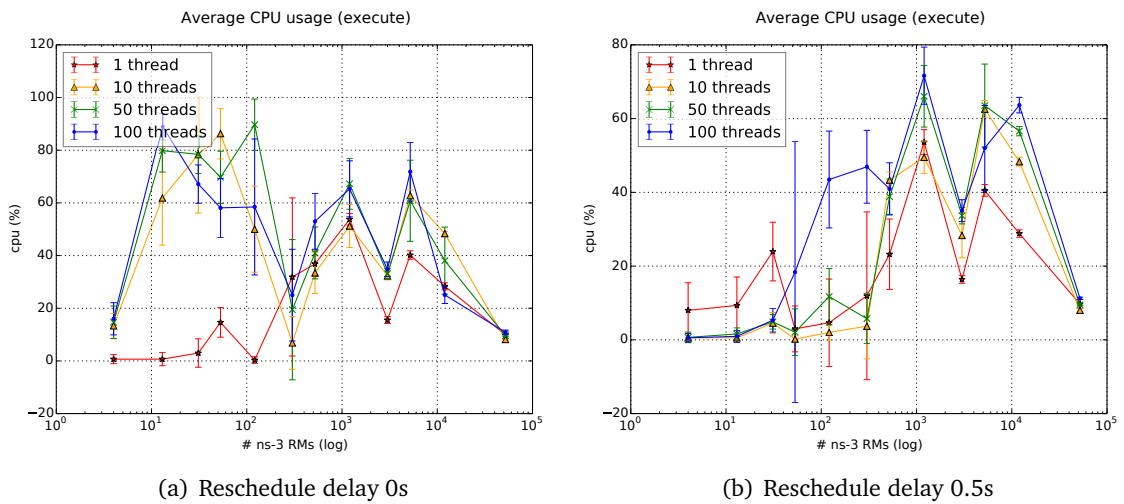 Average CPU usage (execute)
120
100
80
60
40
20
0
−20
cpu (%)
1 thread
10 threads
50 threads
100 threads
10^0 10^1 10^2 10^3 10^4 10^5
# ns-3 RMs (log)
(a) Reschedule delay 0s
Average CPU usage (execute)
80
60
40
20
0
−20
cpu (%)
1 thread
10 threads
50 threads
100 threads
10^0 10^1 10^2 10^3 10^4 10^5
# ns-3 RMs (log)
(b) Reschedule delay 0.5s